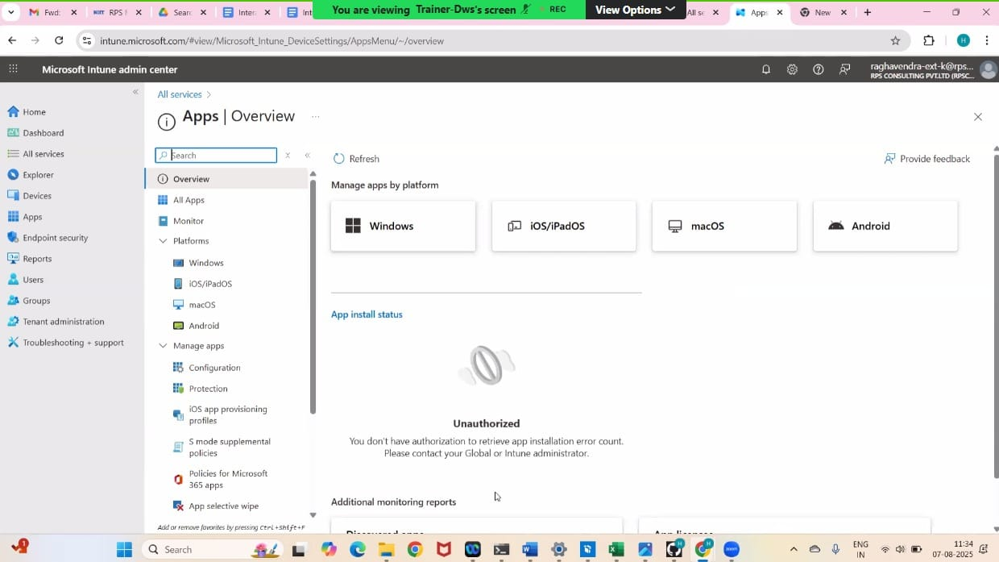 Fwd:
NIIT
RPS
Searc
Inter
Int
You are viewing Trainer-Dws's screen
REC
View Options
All se
Apps
New
intune.microsoft.com/#view/Microsoft_Intune_DeviceSettings/AppsMenu/~/overview
H
Microsoft Intune admin center
raghavendra-ext-k@rps...
RPS CONSULTING PVT.LTD (RPSC...
All services >
Apps | Overview
...
Home
Dashboard
All services
Explorer
Devices
Apps
Endpoint security
Reports
Users
Groups
Tenant administration
Troubleshooting + support
Search
Overview
All Apps
Monitor
Platforms
Windows
iOS/iPadOS
macOS
Android
Manage apps
Configuration
Protection
iOS app provisioning
profiles
S mode supplemental
policies
Policies for Microsoft
365 apps
App selective wipe
Add or remove favorites by pressing Ctrl+Shift+F
Refresh
Provide feedback
Manage apps by platform
Windows
iOS/iPadOS
macOS
Android
App install status
Unauthorized
You don't have authorization to retrieve app installation error count.
Please contact your Global or Intune administrator.
Additional monitoring reports
Discovered apps
App licenses
1
Search
H
H
zoom
ENG
IN
11:34
07-08-2025